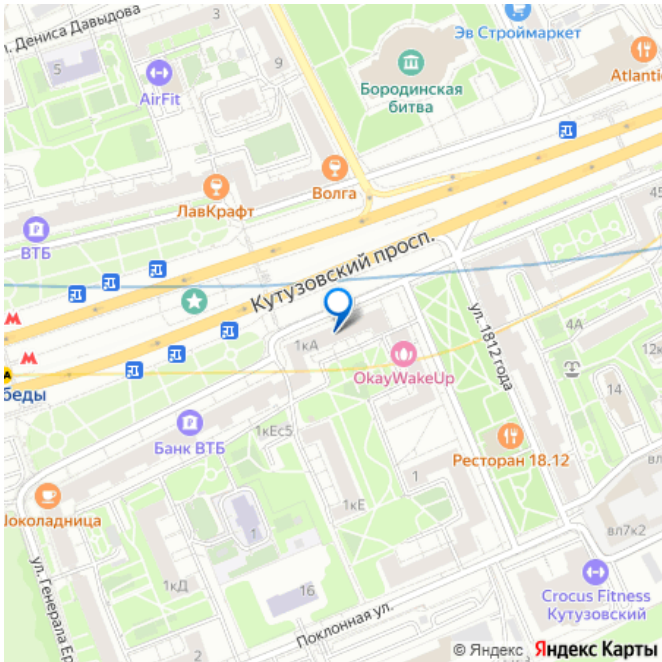 л. Дениса Давыдова
3
Эв Строймаркет
5
AirFit
9
Бородинская
битва
Atlantic
ЛавКрафт
Волга
45
ВТБ
Кутузовский просп.
1кА
OkayWakeUp
ул. 1812 года
4А
12к
14
А
беды
Банк ВТБ
1кЕс5
Ресторан 18.12
1
вл
Шоколадница
1кЕ
1
вл7к2
ул. Генерала Ер
1кД
16
Поклонная ул.
Crocus Fitness
Кутузовский
© Яндекс Яндекс Карты